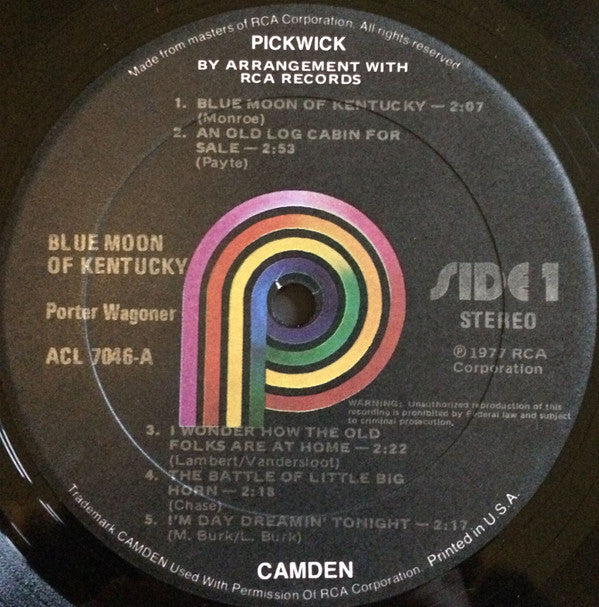 Made from masters of RCA Corporation. All rights reserved
PICKWICK
BY ARRANGEMENT WITH
RCA RECORDS
1. BLUE MOON OF KENTUCKY — 2:07
(Monroe)
2. AN OLD LOG CABIN FOR
SALE — 2:53
(Payte)
BLUE MOON
OF KENTUCKY
Porter Wagoner
ACL 7046-A
SIDE 1
STEREO
℗ 1977 RCA
Corporation
WARNING: Unauthorized reproduction of this
recording is prohibited by Federal law and subject
to criminal prosecution.
3. I WONDER HOW THE OLD
FOLKS ARE AT HOME — 2:22
(Lambert/Vandersloot)
4. THE BATTLE OF LITTLE BIG
HORN — 2:18
(Chase)
5. I'M DAY DREAMIN' TONIGHT — 2:17
(M. Burk/L. Burk)
CAMDEN
Trademark CAMDEN Used With Permission Of RCA Corporation. Printed in U.S.A.